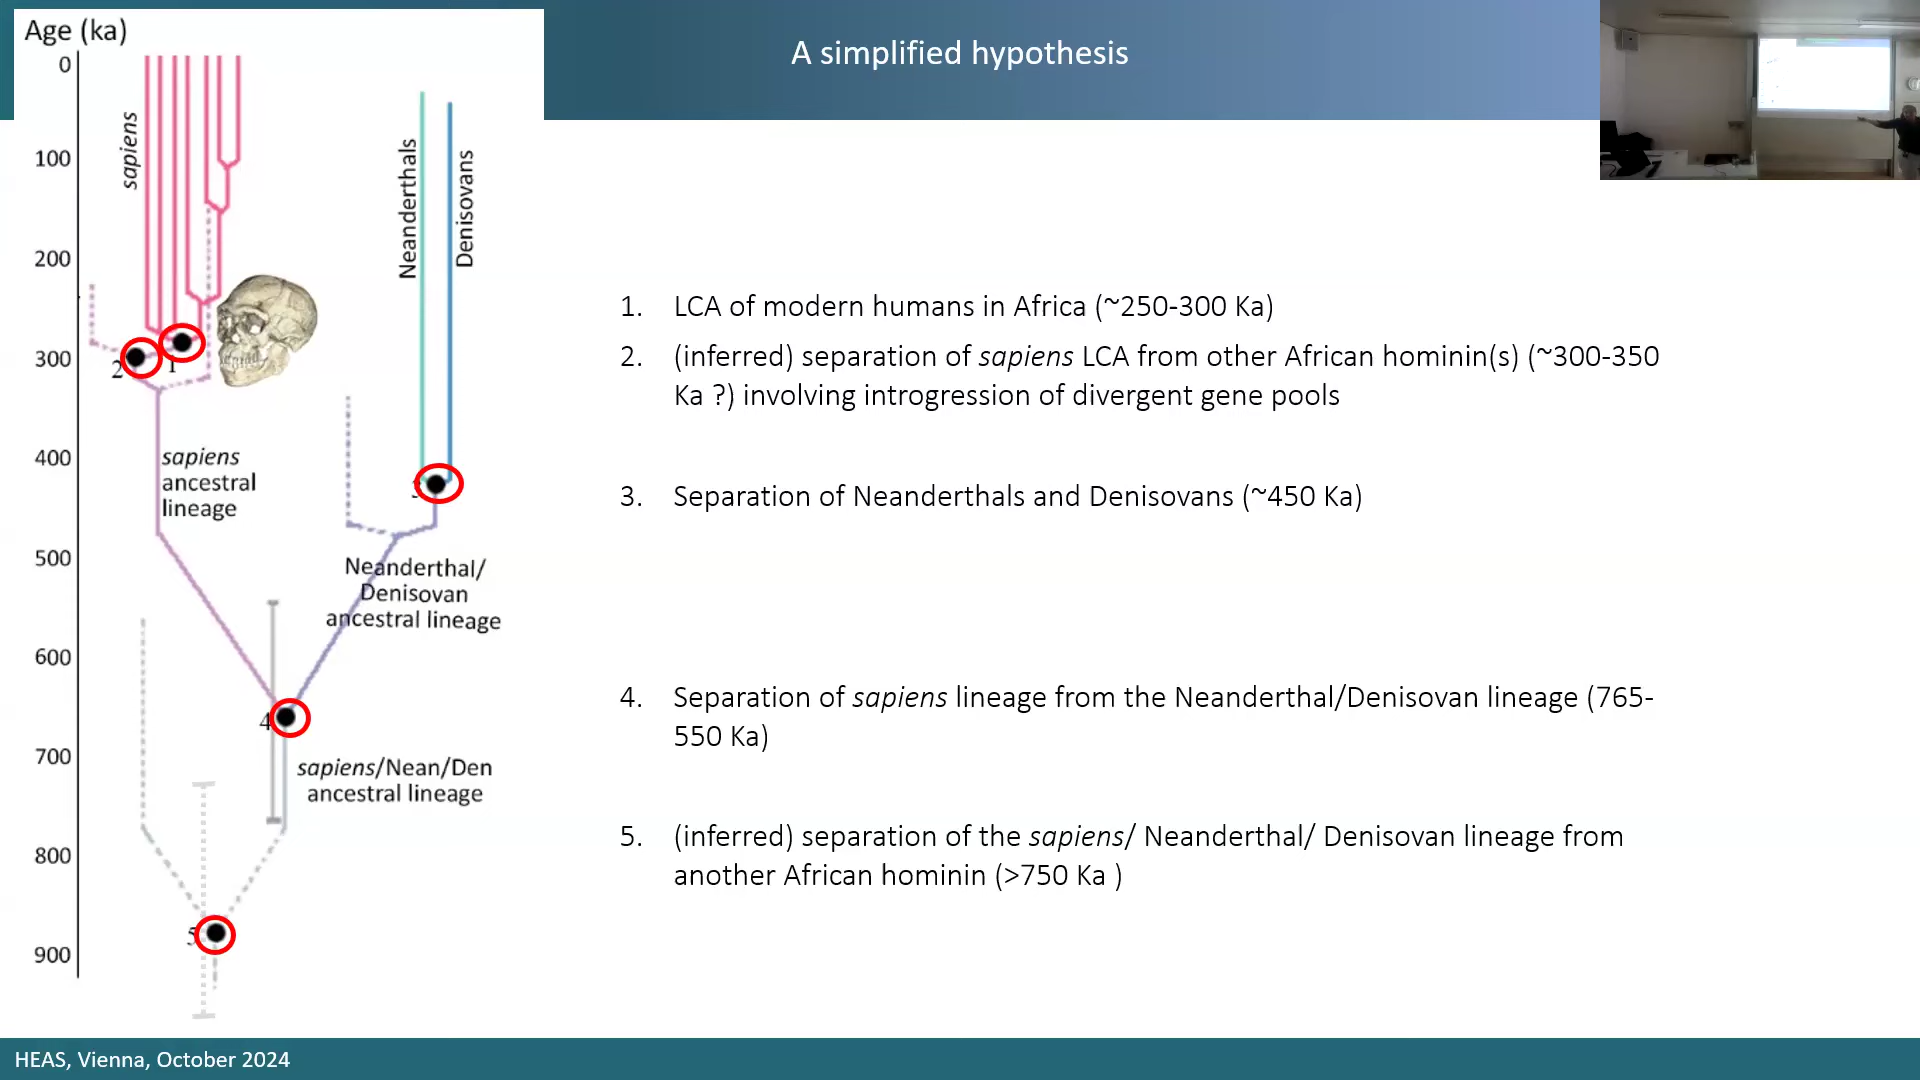 Age (ka)
A simplified hypothesis
0
100
200
300
400
500
600
700
800
900
sapiens
Neanderthals
Denisovans
2
1
sapiens
ancestral
lineage
Neanderthal/
Denisovan
ancestral lineage
4
sapiens/Nean/Den
ancestral lineage
5
1. LCA of modern humans in Africa (~250-300 Ka)
2. (inferred) separation of sapiens LCA from other African hominin(s) (~300-350
Ka ?) involving introgression of divergent gene pools
3. Separation of Neanderthals and Denisovans (~450 Ka)
4. Separation of sapiens lineage from the Neanderthal/Denisovan lineage (765-
550 Ka)
5. (inferred) separation of the sapiens/ Neanderthal/ Denisovan lineage from
another African hominin (>750 Ka )
HEAS, Vienna, October 2024